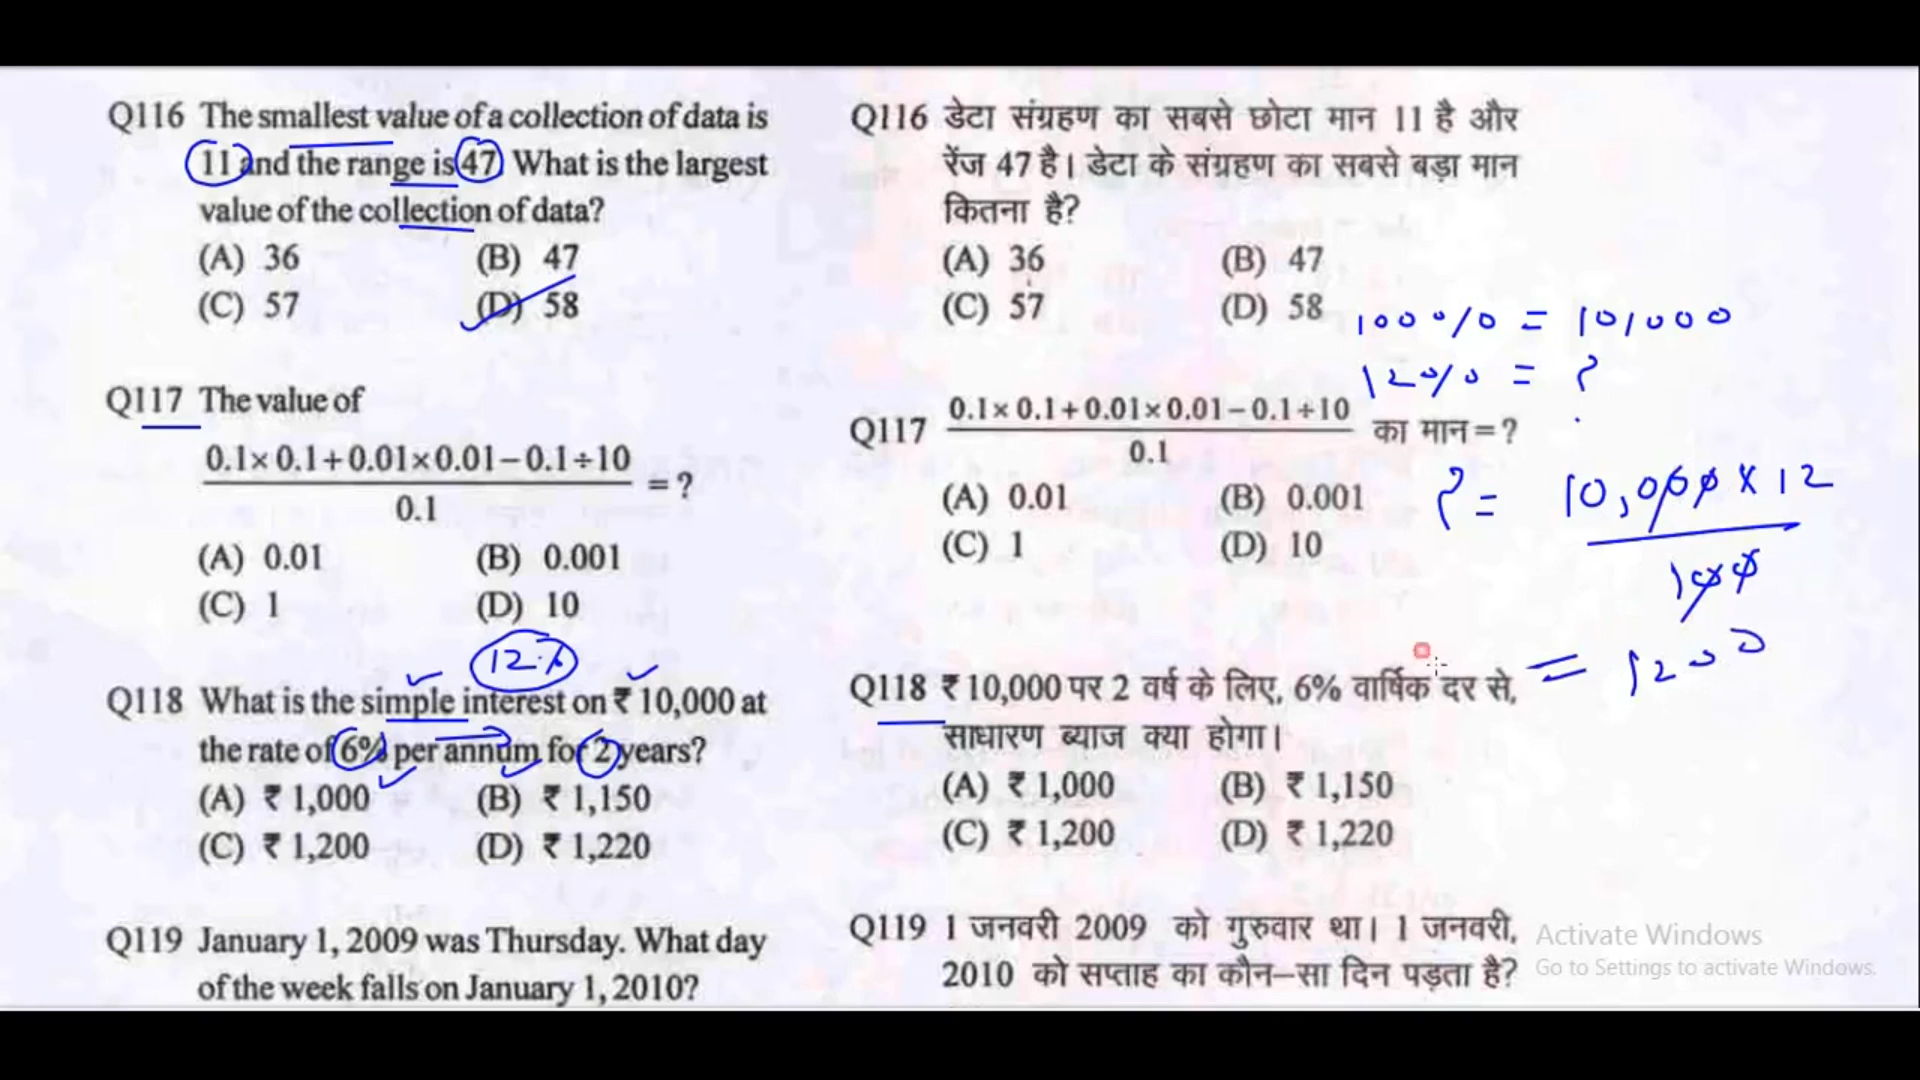 Q116 The smallest value of a collection of data is
11 and the range is 47. What is the largest
value of the collection of data?
(A) 36 (B) 47
(C) 57 (D) 58
Q117 The value of
0.1×0.1+0.01×0.01−0.1÷10
= ?
0.1
(A) 0.01 (B) 0.001
(C) 1 (D) 10
12%
Q118 What is the simple interest on ₹ 10,000 at
the rate of 6% per annum for 2 years?
(A) ₹ 1,000 (B) ₹ 1,150
(C) ₹ 1,200 (D) ₹ 1,220
Q119 January 1, 2009 was Thursday. What day
of the week falls on January 1, 2010?
Q116 डेटा संग्रहण का सबसे छोटा मान 11 है और
रेंज 47 है। डेटा के संग्रहण का सबसे बड़ा मान
कितना है?
(A) 36 (B) 47
(C) 57 (D) 58
Q117 0.1×0.1+0.01×0.01−0.1÷10 का मान = ?
0.1
(A) 0.01 (B) 0.001
(C) 1 (D) 10
Q118 ₹ 10,000 पर 2 वर्ष के लिए, 6% वार्षिक दर से,
साधारण ब्याज क्या होगा।
(A) ₹ 1,000 (B) ₹ 1,150
(C) ₹ 1,200 (D) ₹ 1,220
Q119 1 जनवरी 2009 को गुरुवार था। 1 जनवरी,
2010 को सप्ताह का कौन–सा दिन पड़ता है?
100% = 10,000
12% = ?
? = 10,000 × 12
100
= 1200
Activate Windows
Go to Settings to activate Windows.